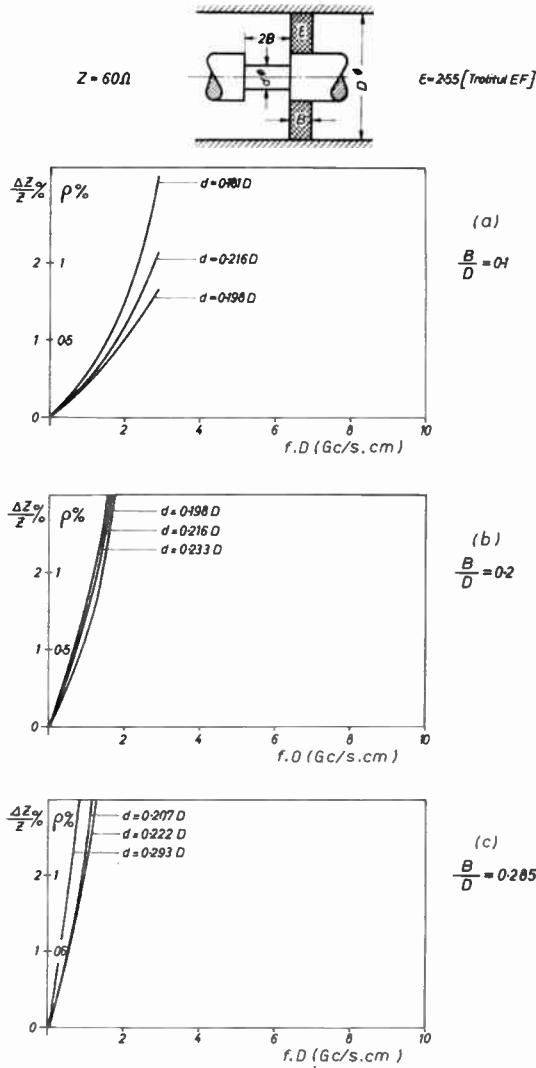 2B
E
Z = 60Ω
dø
Dø
ε = 2·55 [Trolitul EF]
B
ΔZ/Z % ρ%
d = 0·181 D
(a)
2 1
d = 0·216 D
B/D = 0·1
d = 0·198 D
1 0·5
0
2 4 6 8 10
f.D (Gc/s.cm)
ΔZ/Z % ρ%
d = 0·198 D
d = 0·216 D
(b)
d = 0·233 D
2 1
B/D = 0·2
1 0·5
0
2 4 6 8 10
f.D (Gc/s.cm)
ΔZ/Z % ρ%
d = 0·207 D
d = 0·222 D
(c)
d = 0·293 D
2 1
B/D = 0·285
1
0
2 4 6 8 10
f.D (Gc/s.cm)